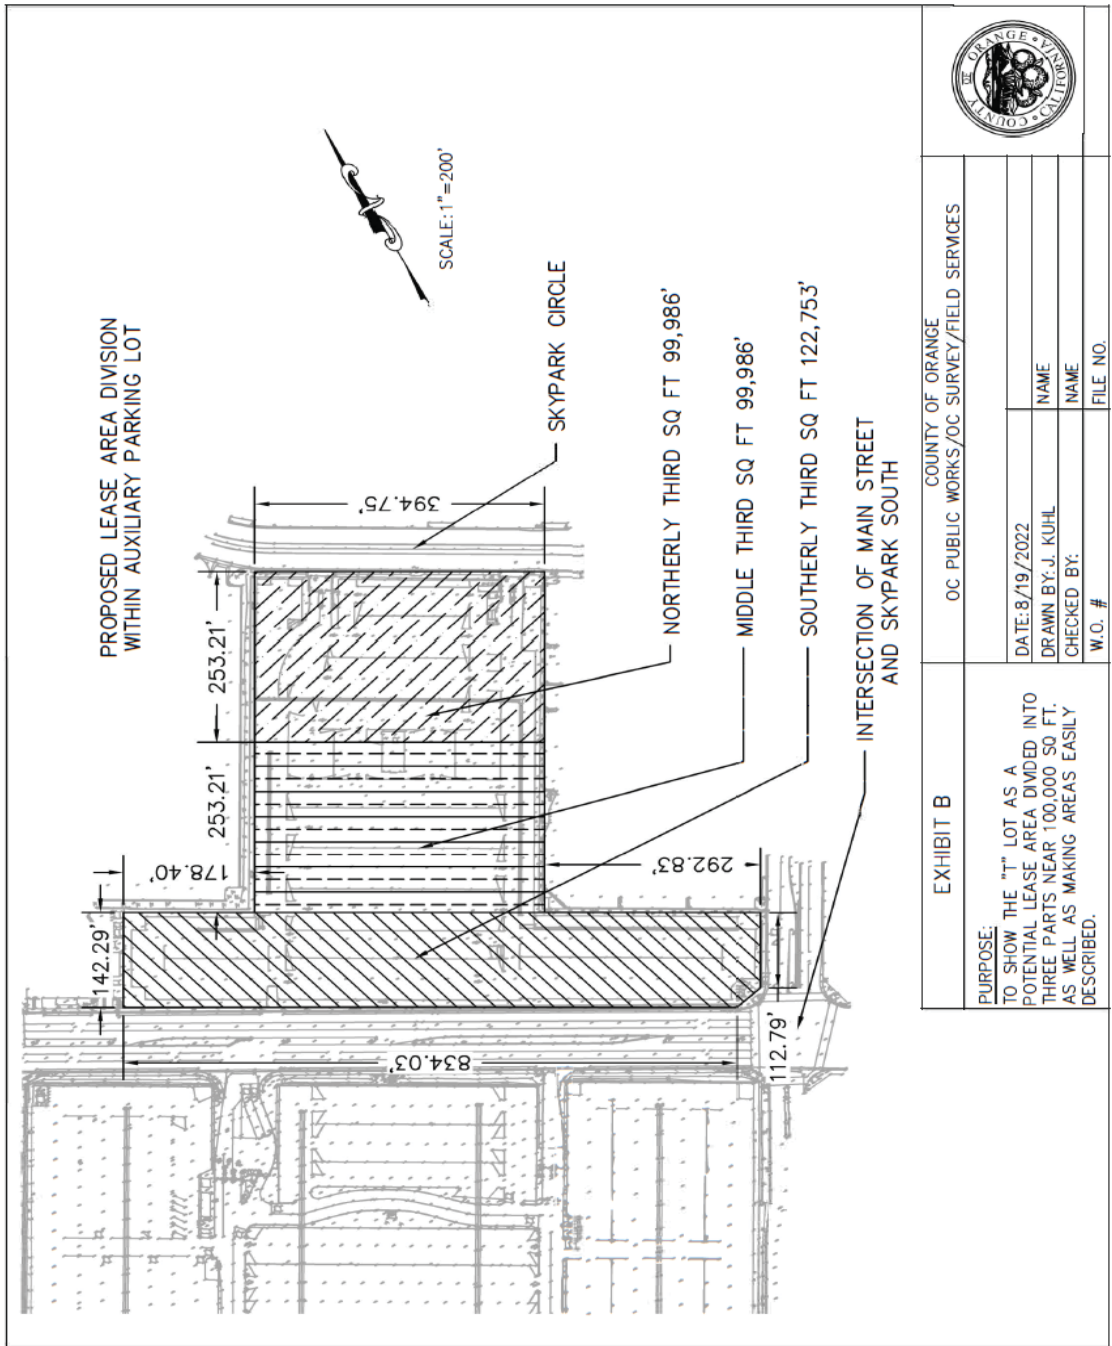 PROPOSED LEASE AREA DIVISION
WITHIN AUXILIARY PARKING LOT
SCALE: 1"=200'
SKYPARK CIRCLE
394.75'
253.21'
253.21'
178.40'
142.29'
292.83'
834.03'
112.79'
NORTHERLY THIRD SQ FT 99,986'
MIDDLE THIRD SQ FT 99,986'
SOUTHERLY THIRD SQ FT 122,753'
INTERSECTION OF MAIN STREET
AND SKYPARK SOUTH
EXHIBIT B
COUNTY OF ORANGE
OC PUBLIC WORKS/OC SURVEY/FIELD SERVICES
PURPOSE:
TO SHOW THE "T" LOT AS A
POTENTIAL LEASE AREA DIVIDED INTO
THREE PARTS NEAR 100,000 SQ FT.
AS WELL AS MAKING AREAS EASILY
DESCRIBED.
DATE: 8/19/2022
DRAWN BY: J. KUHL
NAME
CHECKED BY:
NAME
W.O. #
FILE NO.
COUNTY OF ORANGE • CALIFORNIA •